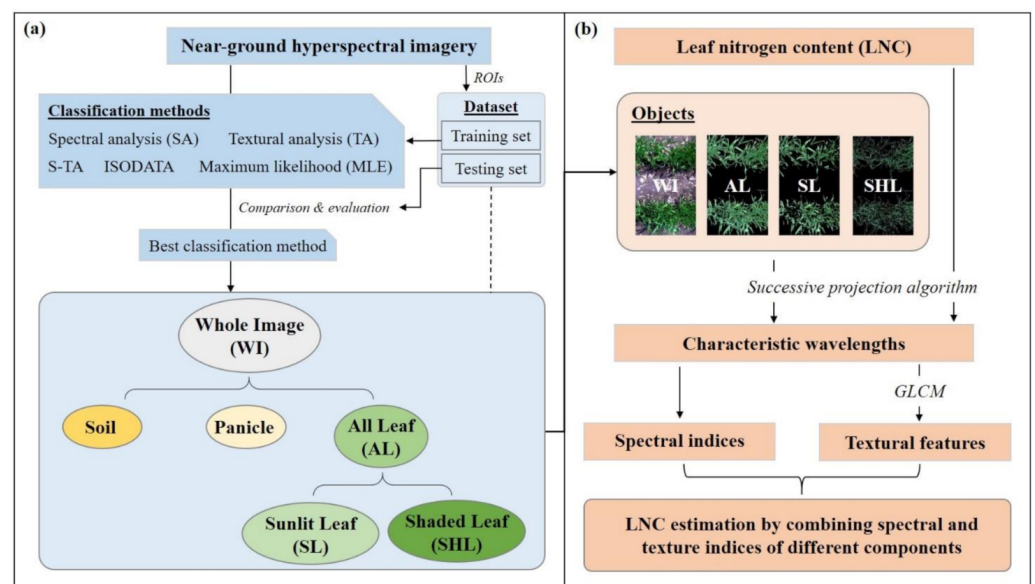 (a)
Near-ground hyperspectral imagery
ROIs
Classification methods
Spectral analysis (SA) Textural analysis (TA)
S-TA ISODATA Maximum likelihood (MLE)
Dataset
Training set
Testing set
Comparison & evaluation
Best classification method
Whole Image
(WI)
Soil
Panicle
All Leaf
(AL)
Sunlit Leaf
(SL)
Shaded Leaf
(SHL)
(b)
Leaf nitrogen content (LNC)
Objects
WI AL SL SHL
Successive projection algorithm
Characteristic wavelengths
GLCM
Spectral indices
Textural features
LNC estimation by combining spectral and
texture indices of different components